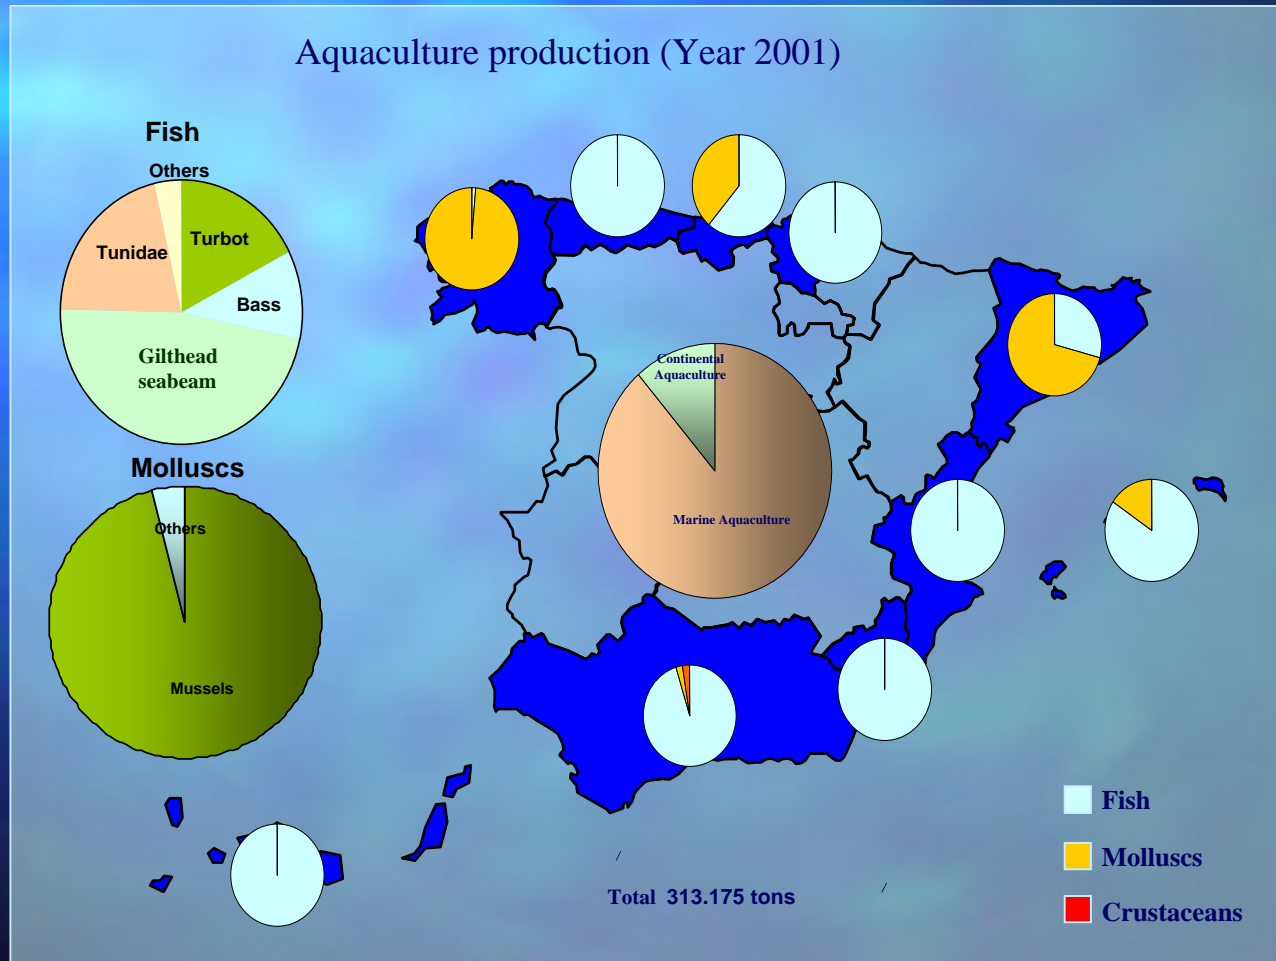 Aquaculture production (Year 2001)
Fish
Others
Turbot
Tunidae
Bass
Gilthead
seabeam
Continental
Aquaculture
Marine Aquaculture
Molluscs
Others
Mussels
Fish
Molluscs
Crustaceans
Total 313.175 tons